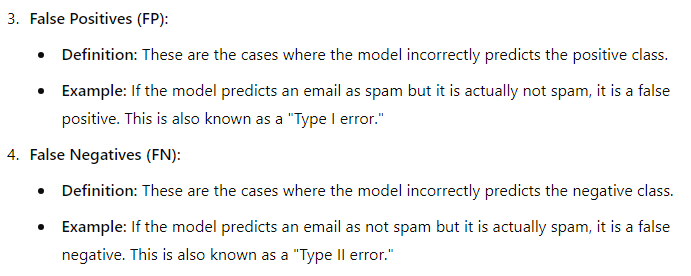 3. False Positives (FP):
• Definition: These are the cases where the model incorrectly predicts the positive class.
• Example: If the model predicts an email as spam but it is actually not spam, it is a false
positive. This is also known as a "Type I error."
4. False Negatives (FN):
• Definition: These are the cases where the model incorrectly predicts the negative class.
• Example: If the model predicts an email as not spam but it is actually spam, it is a false
negative. This is also known as a "Type II error."